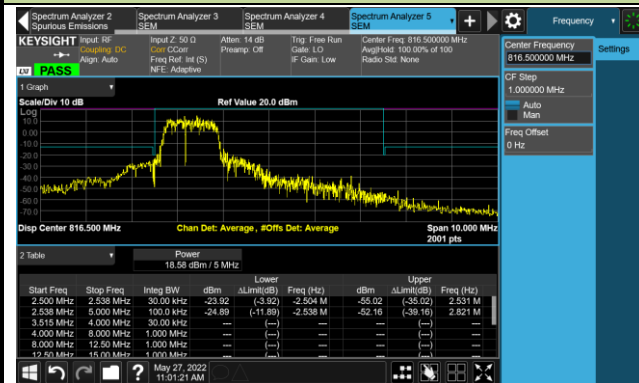 Spectrum Analyzer 2
Spurious Emissions
Spectrum Analyzer 3
SEM
Spectrum Analyzer 4
SEM
Spectrum Analyzer 5
SEM
Frequency
KEYSIGHT
Input: RF
Coupling: DC
Align: Auto
Input Z: 50 Ω
Corr CCorr
Freq Ref: Int (S)
NFE: Adaptive
Atten: 14 dB
Preamp: Off
Trig: Free Run
Gate: LO
IF Gain: Low
Center Freq: 816.500000 MHz
Avg|Hold: 100.00% of 100
Radio Std: None
PASS
Center Frequency
816.500000 MHz
Settings
CF Step
1.000000 MHz
Auto
Man
Freq Offset
0 Hz
1 Graph
Scale/Div 10 dB
Ref Value 20.0 dBm
Log
10.0
0.00
-10.0
-20.0
-30.0
-40.0
-50.0
-60.0
-70.0
Disp Center 816.500 MHz
Chan Det: Average , #Offs Det: Average
Span 10.000 MHz
2001 pts
2 Table
Power
18.58 dBm / 5 MHz
Lower Upper
Start Freq Stop Freq Integ BW dBm ΔLimit(dB) Freq (Hz) dBm ΔLimit(dB) Freq (Hz)
2.500 MHz 2.538 MHz 30.00 kHz -23.92 (-3.92) -2.504 M -55.02 (-35.02) 2.531 M
2.538 MHz 5.000 MHz 100.0 kHz -24.89 (-11.89) -2.538 M -52.16 (-39.16) 2.821 M
3.515 MHz 4.000 MHz 30.00 kHz --- (---) --- (---)
4.000 MHz 8.000 MHz 1.000 MHz --- (---) --- (---)
8.000 MHz 12.50 MHz 1.000 MHz --- (---) --- (---)
12.50 MHz 15.00 MHz 1.000 MHz --- (---) --- (---)
May 27, 2022
11:01:21 AM